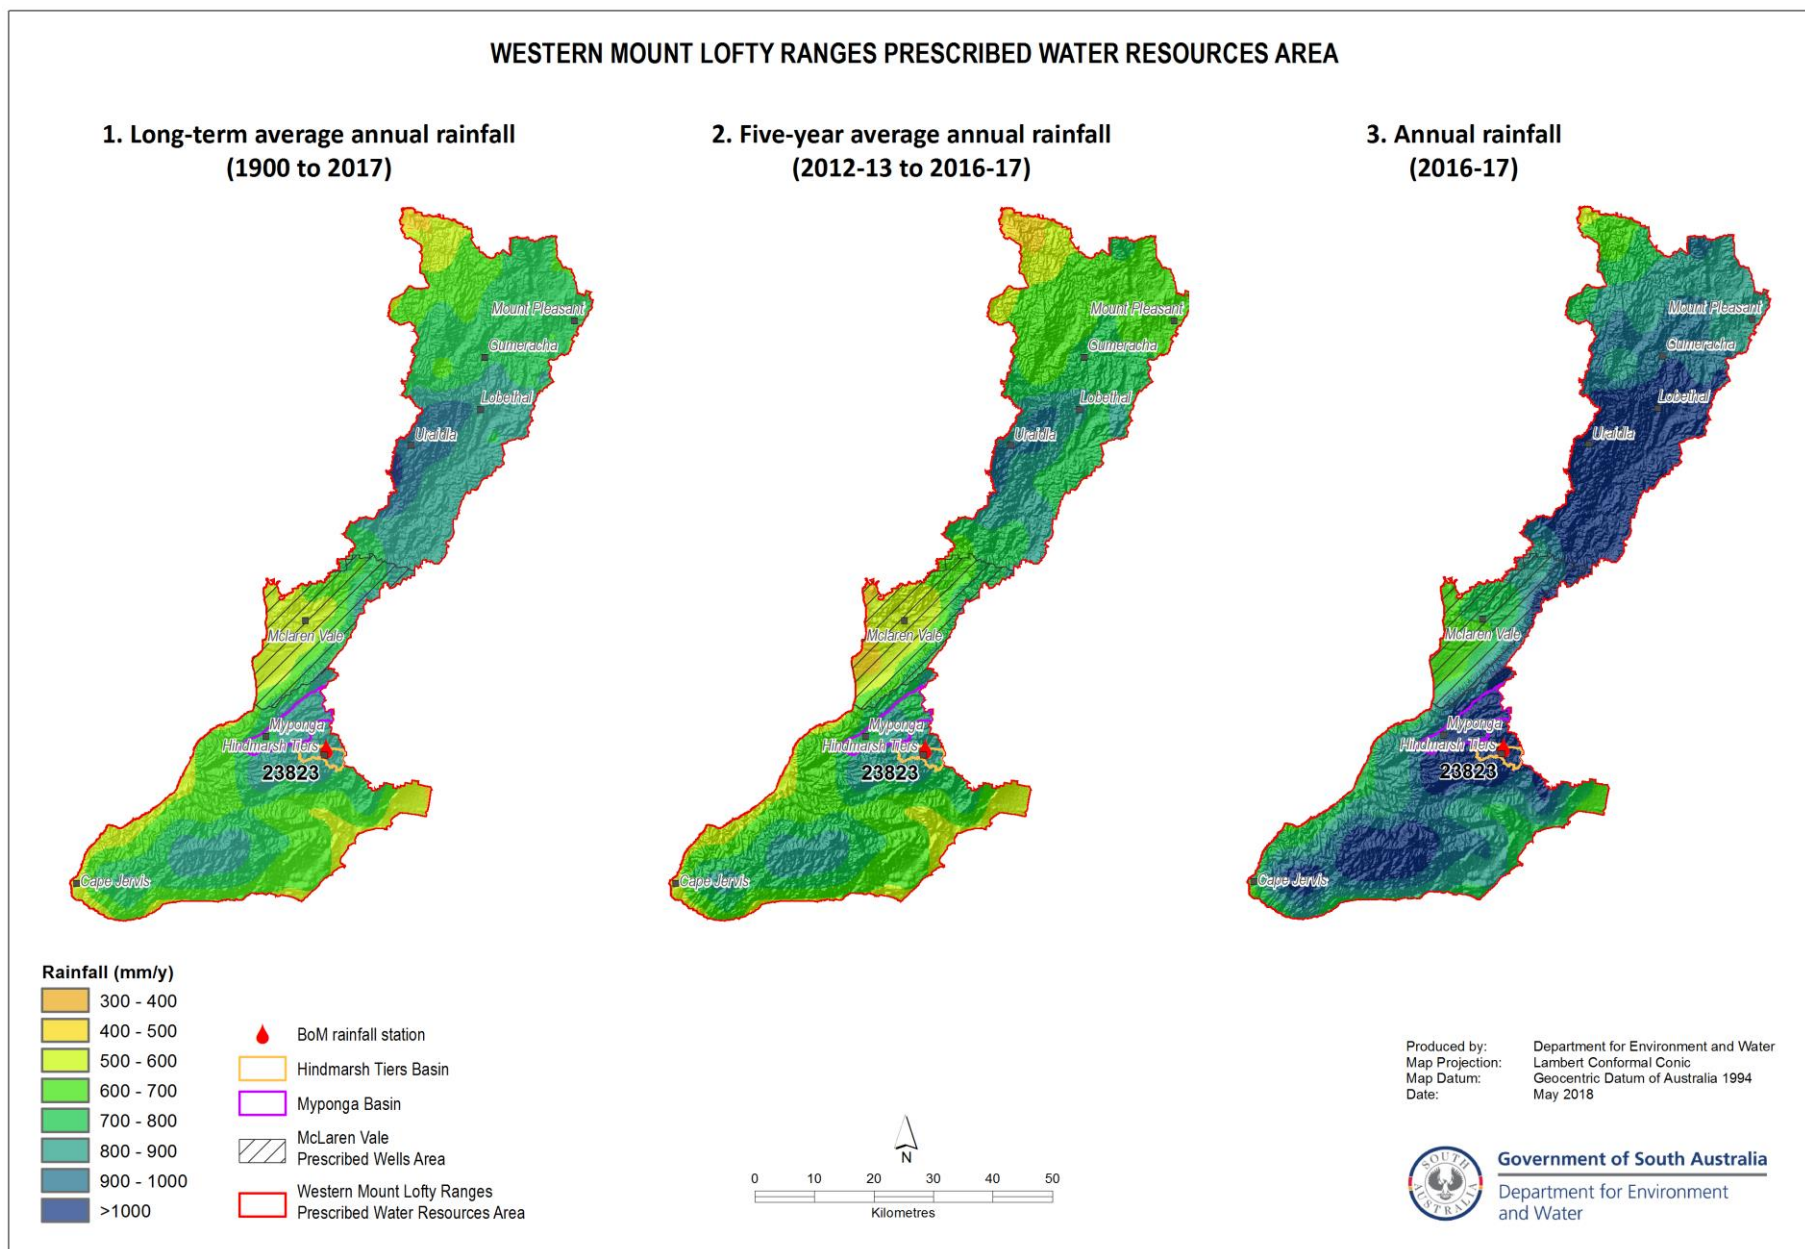 WESTERN MOUNT LOFTY RANGES PRESCRIBED WATER RESOURCES AREA
1. Long-term average annual rainfall
(1900 to 2017)
2. Five-year average annual rainfall
(2012-13 to 2016-17)
3. Annual rainfall
(2016-17)
Mount Pleasant
Gumeracha
Lobethal
Uraidla
Mclaren Vale
Myponga
Hindmarsh Tiers
23823
Cape Jervis
Mount Pleasant
Gumeracha
Lobethal
Uraidla
Mclaren Vale
Myponga
Hindmarsh Tiers
23823
Cape Jervis
Mount Pleasant
Gumeracha
Lobethal
Uraidla
Mclaren Vale
Myponga
Hindmarsh Tiers
23823
Cape Jervis
Rainfall (mm/y)
300 - 400
400 - 500
500 - 600
600 - 700
700 - 800
800 - 900
900 - 1000
>1000
BoM rainfall station
Hindmarsh Tiers Basin
Myponga Basin
McLaren Vale
Prescribed Wells Area
Western Mount Lofty Ranges
Prescribed Water Resources Area
N
0 10 20 30 40 50
Kilometres
Produced by: Department for Environment and Water
Map Projection: Lambert Conformal Conic
Map Datum: Geocentric Datum of Australia 1994
Date: May 2018
SOUTH AUSTRALIA
Government of South Australia
Department for Environment
and Water